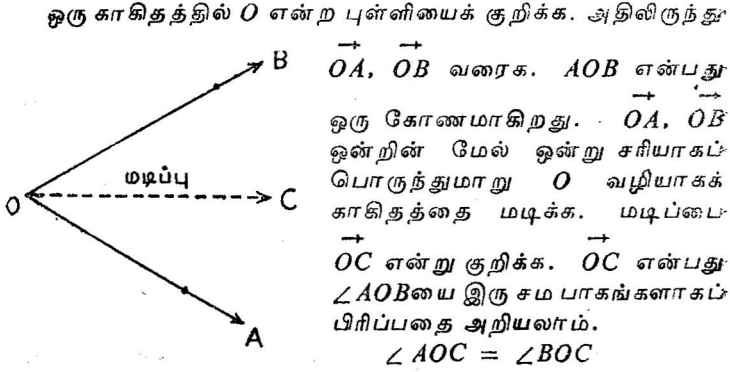 ஒரு காகிதத்தில் O என்ற புள்ளியைக் குறிக்க. அதிலிருந்து
B
மடிப்பு
O
C
A
OA, OB வரைக. AOB என்பது
ஒரு கோணமாகிறது. OA, OB
ஒன்றின் மேல் ஒன்று சரியாகப்
பொருந்துமாறு O வழியாகக்
காகிதத்தை மடிக்க. மடிப்பை
OC என்று குறிக்க. OC என்பது
∠AOBயை இரு சம பாகங்களாகப்
பிரிப்பதை அறியலாம்.
∠AOC = ∠BOC